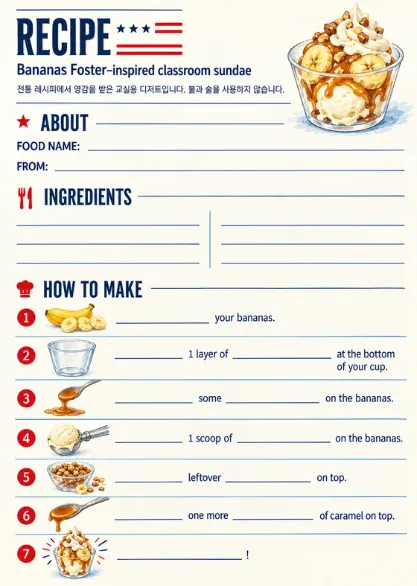 RECIPE
Bananas Foster–inspired classroom sundae
전통 레시피에서 영감을 받은 교실용 디저트입니다. 불과 술을 사용하지 않습니다.
ABOUT
FOOD NAME:
FROM:
INGREDIENTS
HOW TO MAKE
1 your bananas.
2 1 layer of at the bottom
of your cup.
3 some on the bananas.
4 1 scoop of on the bananas.
5 leftover on top.
6 one more of caramel on top.
7 !